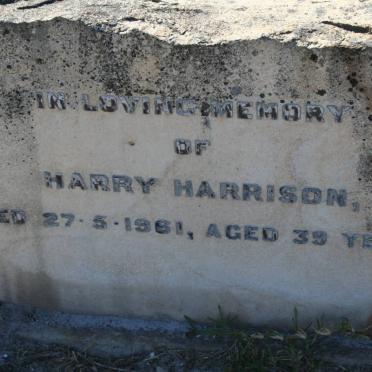 IN LOVING MEMORY
OF
HARRY HARRISON,
ED 27·5·1961, AGED 39 YE